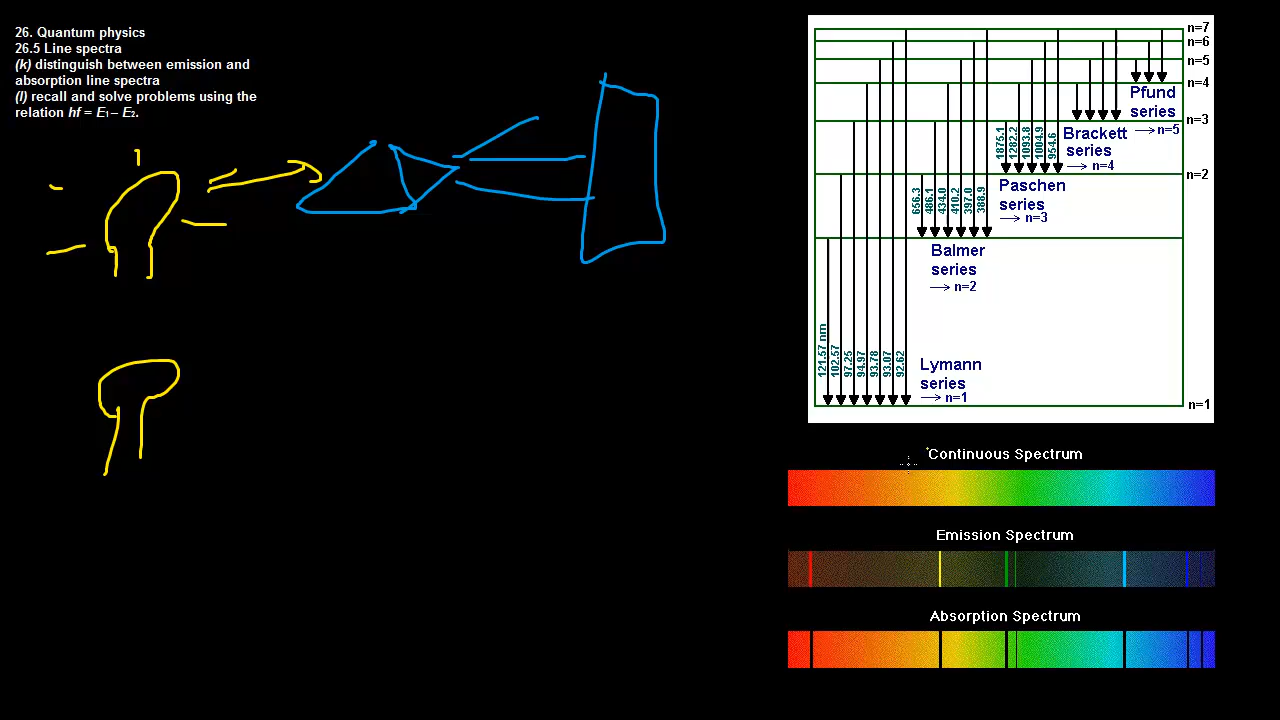 26. Quantum physics
26.5 Line spectra
(k) distinguish between emission and
absorption line spectra
(l) recall and solve problems using the
relation hf = E1 – E2.
n=7
n=6
n=5
n=4
Pfund
series
→ n=5
n=3
1875.1
1282.2
1093.8
1004.9
954.6
Brackett
series
→ n=4
n=2
656.3
486.1
434.0
410.2
397.0
388.9
Paschen
series
→ n=3
Balmer
series
→ n=2
121.57 nm
102.57
97.25
94.97
93.78
93.07
92.62
Lymann
series
→ n=1
n=1
Continuous Spectrum
Emission Spectrum
Absorption Spectrum